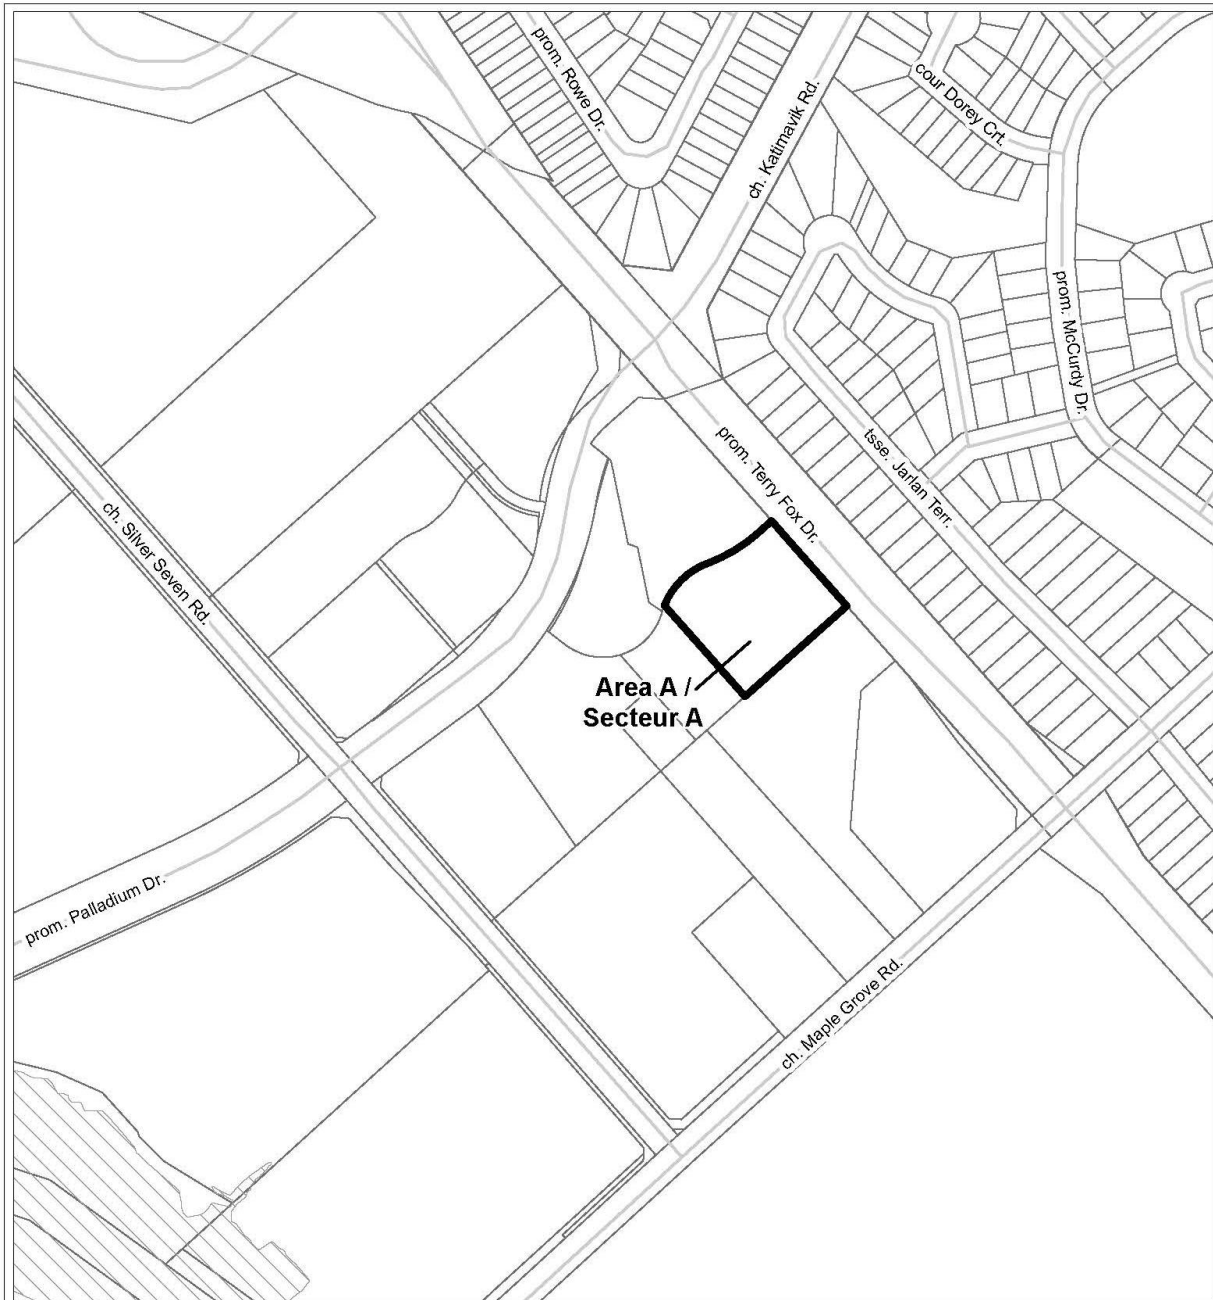 prom. Rowe Dr.
cour Dorey Crt.
ch. Katimavik Rd.
prom. McCurdy Dr.
prom. Terry Fox Dr.
tsse. Jarlan Terr.
ch. Silver Seven Rd.
Area A /
Secteur A
prom. Palladium Dr.
ch. Maple Grove Rd.